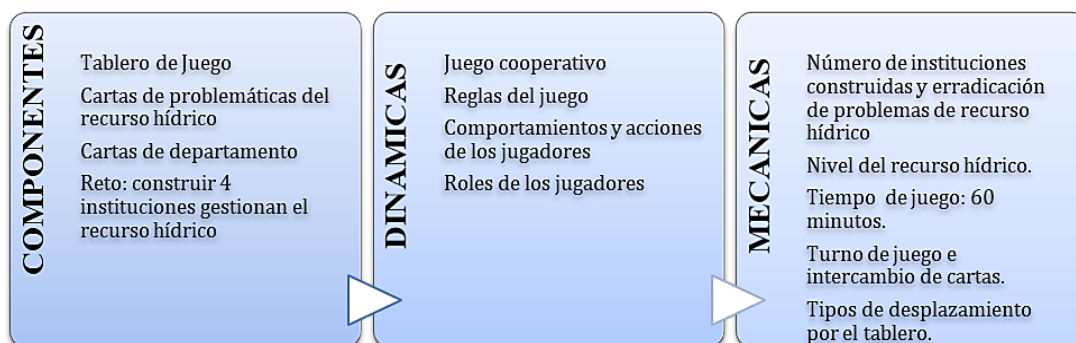 COMPONENTES
Tablero de Juego
Cartas de problemáticas del
recurso hídrico
Cartas de departamento
Reto: construir 4
instituciones gestionan el
recurso hídrico
DINAMICAS
Juego cooperativo
Reglas del juego
Comportamientos y acciones
de los jugadores
Roles de los jugadores
MECANICAS
Número de instituciones
construidas y erradicación
de problemas de recurso
hídrico
Nivel del recurso hídrico.
Tiempo de juego: 60
minutos.
Turno de juego e
intercambio de cartas.
Tipos de desplazamiento
por el tablero.